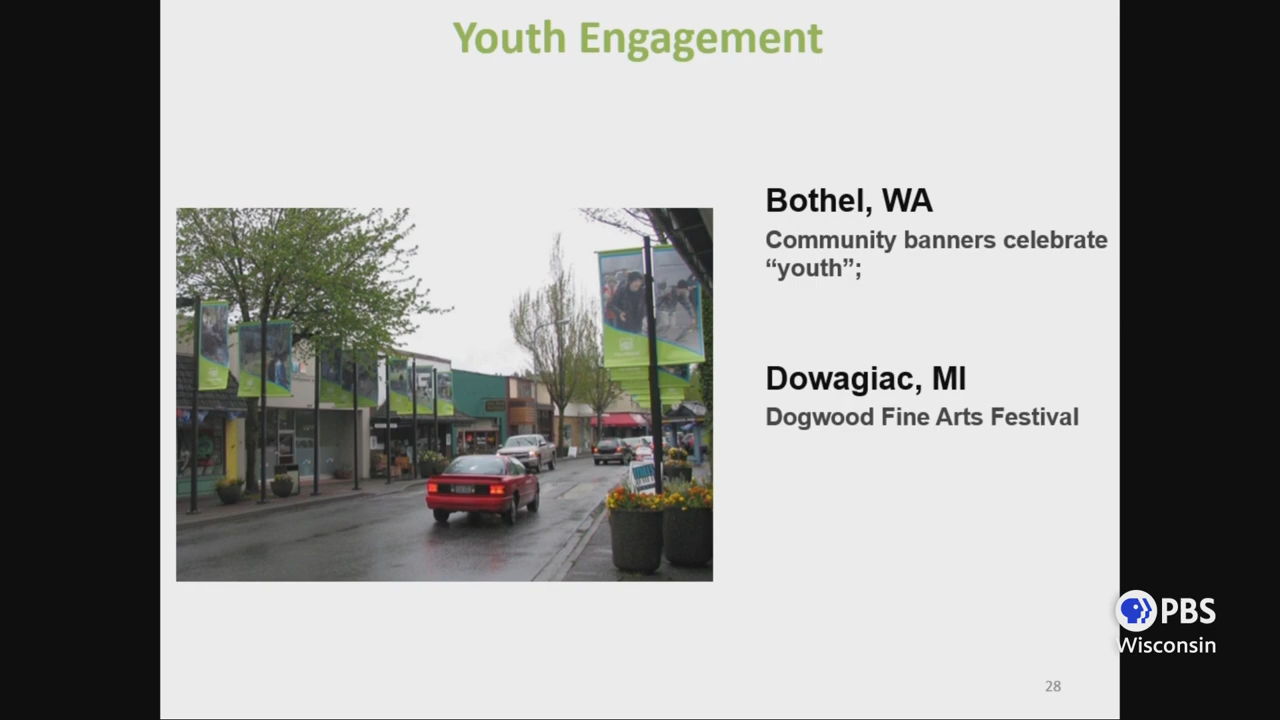 Youth Engagement
Bothel, WA
Community banners celebrate
“youth”;
Dowagiac, MI
Dogwood Fine Arts Festival
PBS
Wisconsin
28